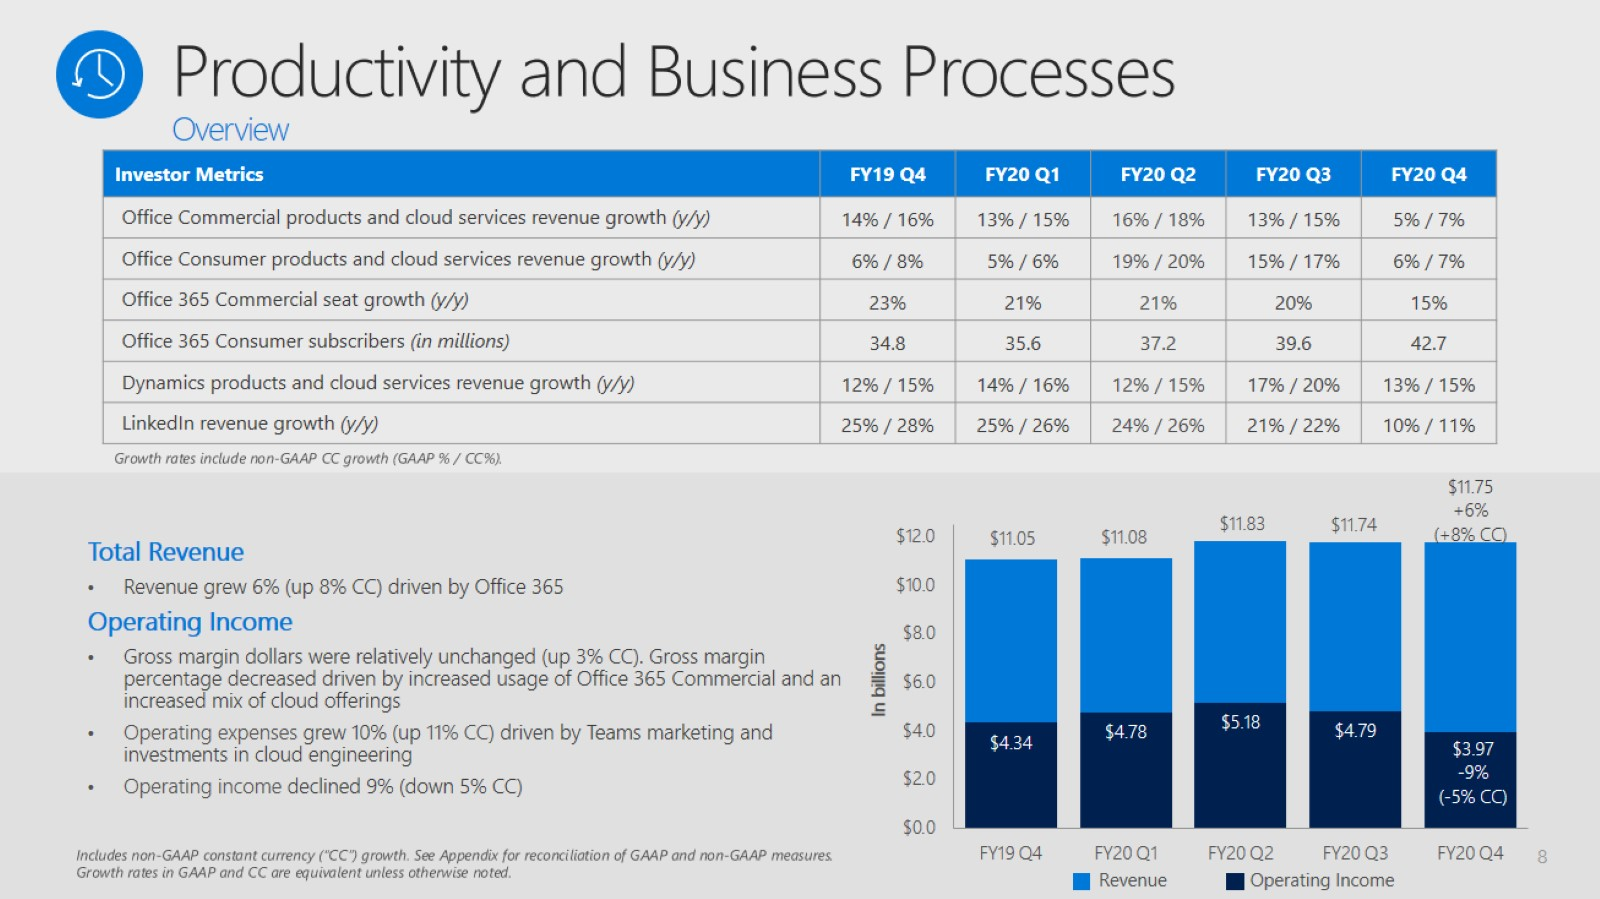 Productivity and Business Processes
Overview
Investor Metrics FY19 Q4 FY20 Q1 FY20 Q2 FY20 Q3 FY20 Q4
Office Commercial products and cloud services revenue growth (y/y) 14% / 16% 13% / 15% 16% / 18% 13% / 15% 5% / 7%
Office Consumer products and cloud services revenue growth (y/y) 6% / 8% 5% / 6% 19% / 20% 15% / 17% 6% / 7%
Office 365 Commercial seat growth (y/y) 23% 21% 21% 20% 15%
Office 365 Consumer subscribers (in millions) 34.8 35.6 37.2 39.6 42.7
Dynamics products and cloud services revenue growth (y/y) 12% / 15% 14% / 16% 12% / 15% 17% / 20% 13% / 15%
LinkedIn revenue growth (y/y) 25% / 28% 25% / 26% 24% / 26% 21% / 22% 10% / 11%
Growth rates include non-GAAP CC growth (GAAP % / CC%).
Total Revenue
• Revenue grew 6% (up 8% CC) driven by Office 365
Operating Income
• Gross margin dollars were relatively unchanged (up 3% CC). Gross margin
percentage decreased driven by increased usage of Office 365 Commercial and an
increased mix of cloud offerings
• Operating expenses grew 10% (up 11% CC) driven by Teams marketing and
investments in cloud engineering
• Operating income declined 9% (down 5% CC)
Includes non-GAAP constant currency ("CC") growth. See Appendix for reconciliation of GAAP and non-GAAP measures.
Growth rates in GAAP and CC are equivalent unless otherwise noted.
In billions
$12.0
$10.0
$8.0
$6.0
$4.0
$2.0
$0.0
$11.05 $11.08 $11.83 $11.74 $11.75
+6%
(+8% CC)
$4.34 $4.78 $5.18 $4.79 $3.97
-9%
(-5% CC)
FY19 Q4 FY20 Q1 FY20 Q2 FY20 Q3 FY20 Q4
Revenue Operating Income
8